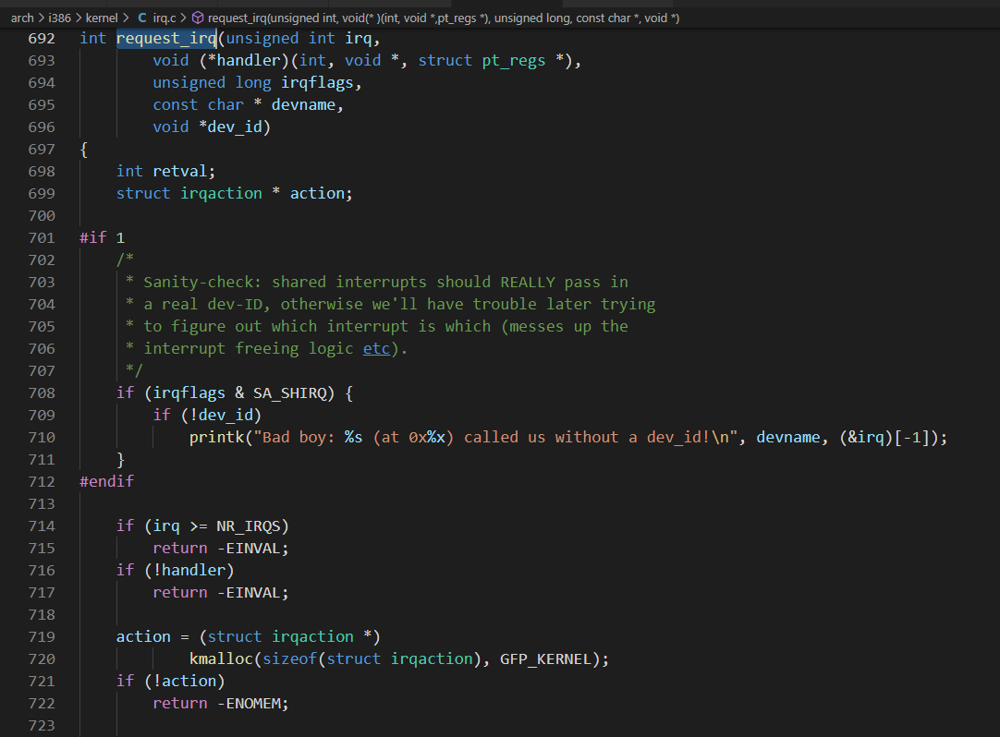 arch > i386 > kernel > C irq.c > request_irq(unsigned int, void(* )(int, void *,pt_regs *), unsigned long, const char *, void *)
692 int request_irq(unsigned int irq,
693         void (*handler)(int, void *, struct pt_regs *),
694         unsigned long irqflags,
695         const char * devname,
696         void *dev_id)
697 {
698     int retval;
699     struct irqaction * action;
700
701 #if 1
702     /*
703      * Sanity-check: shared interrupts should REALLY pass in
704      * a real dev-ID, otherwise we'll have trouble later trying
705      * to figure out which interrupt is which (messes up the
706      * interrupt freeing logic etc).
707      */
708     if (irqflags & SA_SHIRQ) {
709         if (!dev_id)
710             printk("Bad boy: %s (at 0x%x) called us without a dev_id!\n", devname, (&irq)[-1]);
711     }
712 #endif
713
714     if (irq >= NR_IRQS)
715         return -EINVAL;
716     if (!handler)
717         return -EINVAL;
718
719     action = (struct irqaction *)
720             kmalloc(sizeof(struct irqaction), GFP_KERNEL);
721     if (!action)
722         return -ENOMEM;
723